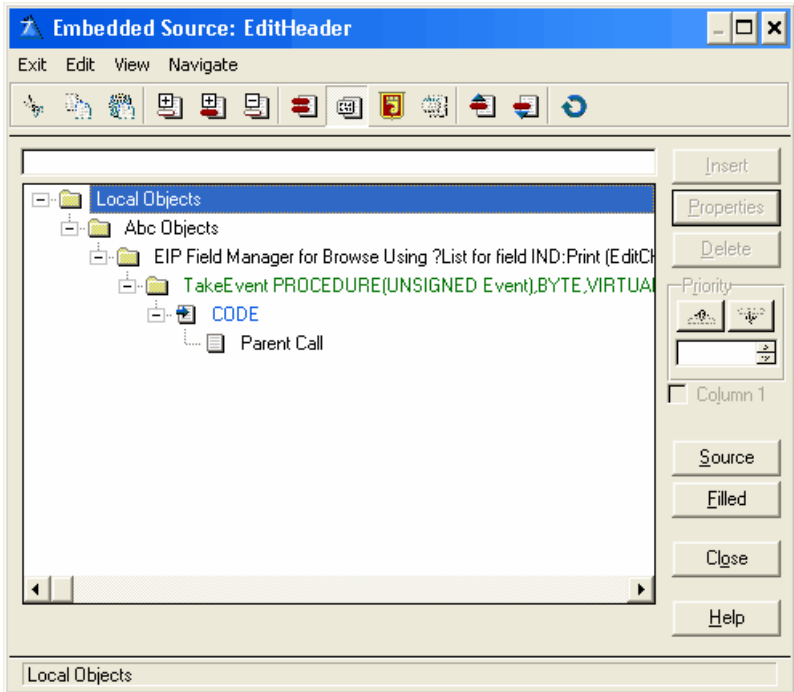 Embedded Source: EditHeader
Exit Edit View Navigate
Insert
Local Objects
Properties
Abc Objects
Delete
EIP Field Manager for Browse Using ?List for field IND:Print (EditCl
TakeEvent PROCEDURE(UNSIGNED Event),BYTE,VIRTUAL
Priority
CODE
Parent Call
Column 1
Source
Filled
Close
Help
Local Objects